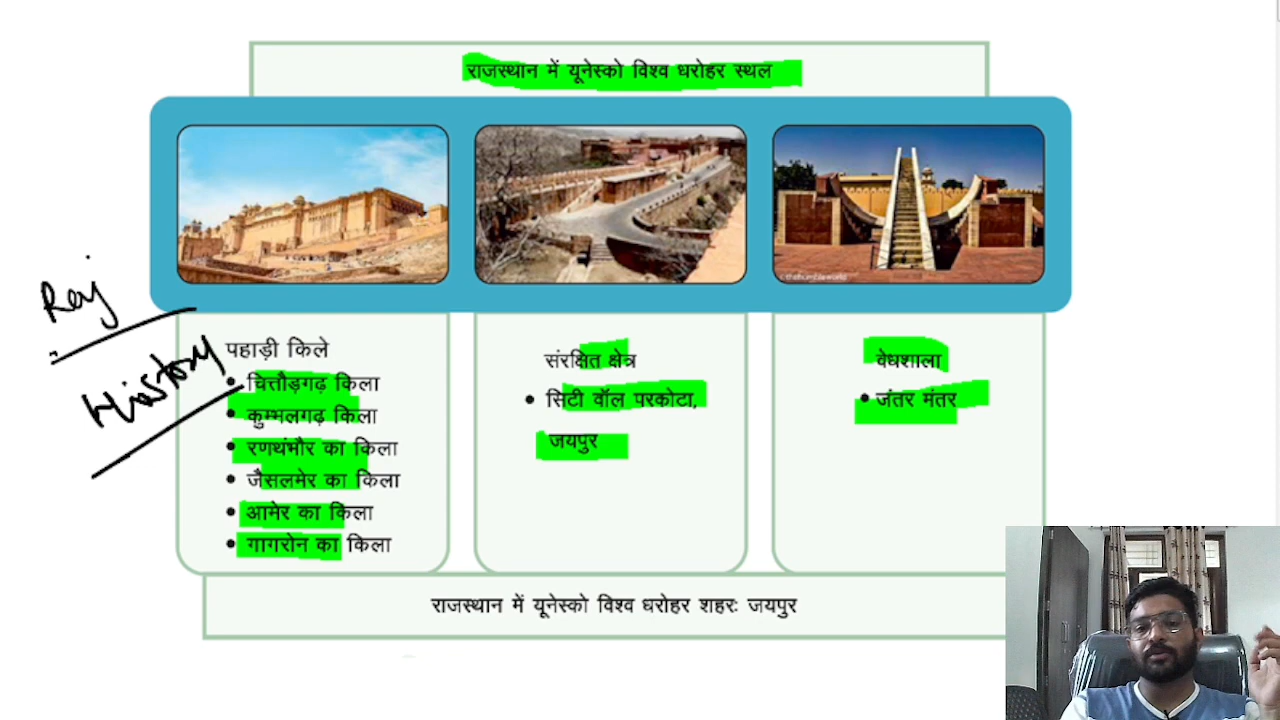 राजस्थान में यूनेस्को विश्व धरोहर स्थल
©thehumbleworld
Raj
History
पहाड़ी किले
• चित्तौड़गढ़ किला
• कुम्भलगढ़ किला
• रणथंभौर का किला
• जैसलमेर का किला
• आमेर का किला
• गागरोन का किला
संरक्षित क्षेत्र
• सिटी वॉल परकोटा,
जयपुर
वेधशाला
• जंतर मंतर
राजस्थान में यूनेस्को विश्व धरोहर शहरः जयपुर